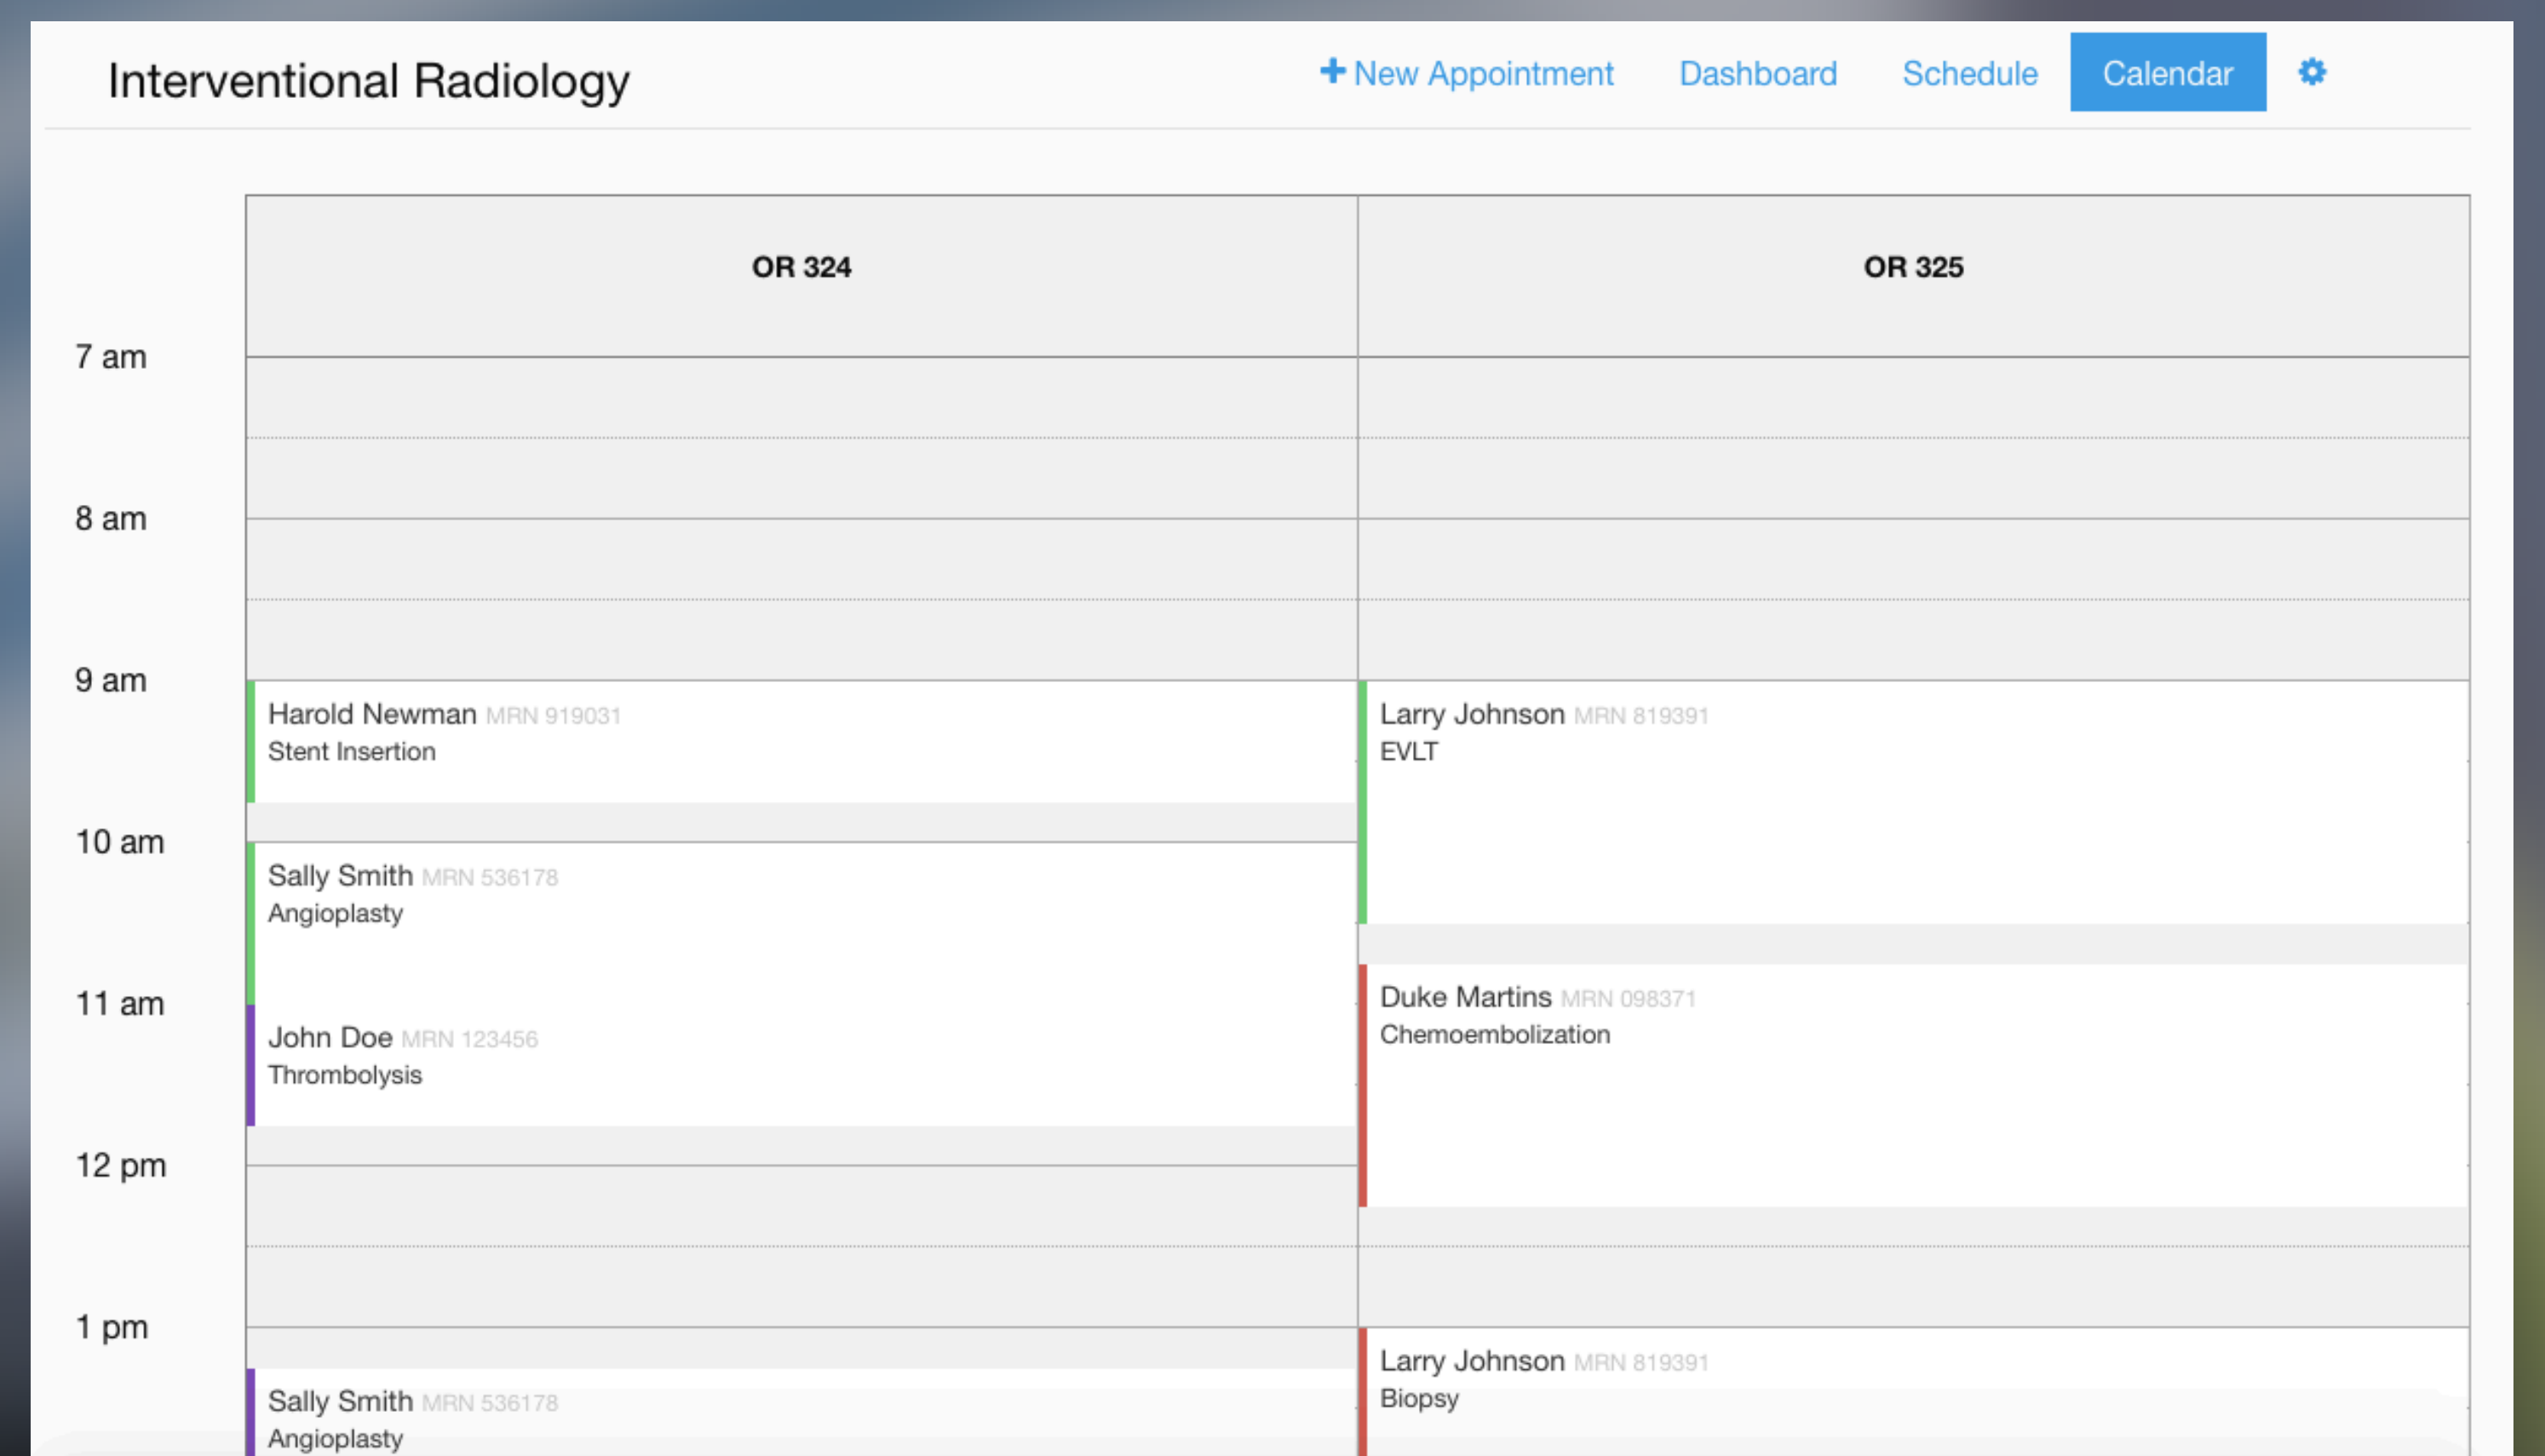 Interventional Radiology
+ New Appointment Dashboard Schedule Calendar
OR 324 OR 325
7 am
8 am
9 am
Harold Newman MRN 919031
Stent Insertion
Larry Johnson MRN 819391
EVLT
10 am
Sally Smith MRN 536178
Angioplasty
11 am
John Doe MRN 123456
Thrombolysis
Duke Martins MRN 098371
Chemoembolization
12 pm
1 pm
Sally Smith MRN 536178
Angioplasty
Larry Johnson MRN 819391
Biopsy